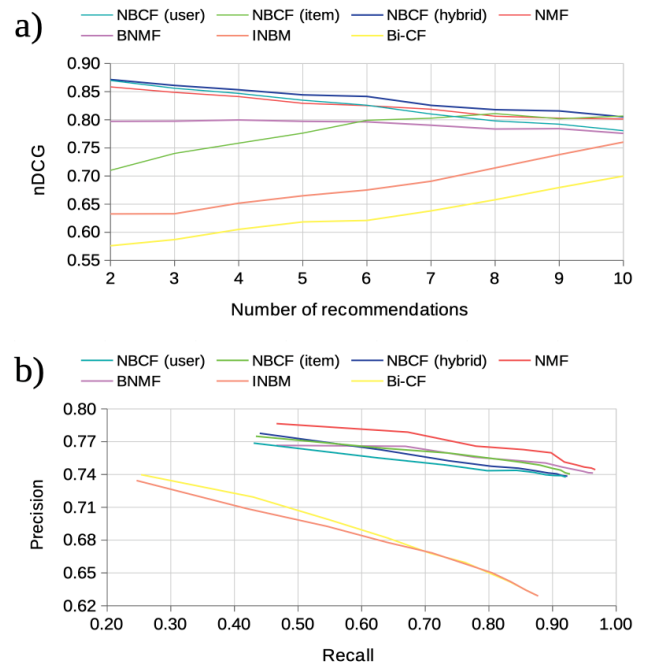 a)
NBCF (user) NBCF (item) NBCF (hybrid) NMF
BNMF INBM Bi-CF
0.90
0.85
0.80
0.75
0.70
0.65
0.60
0.55
nDCG
2 3 4 5 6 7 8 9 10
Number of recommendations
b)
NBCF (user) NBCF (item) NBCF (hybrid) NMF
BNMF INBM Bi-CF
0.80
0.77
0.74
0.71
0.68
0.65
0.62
Precision
0.20 0.30 0.40 0.50 0.60 0.70 0.80 0.90 1.00
Recall